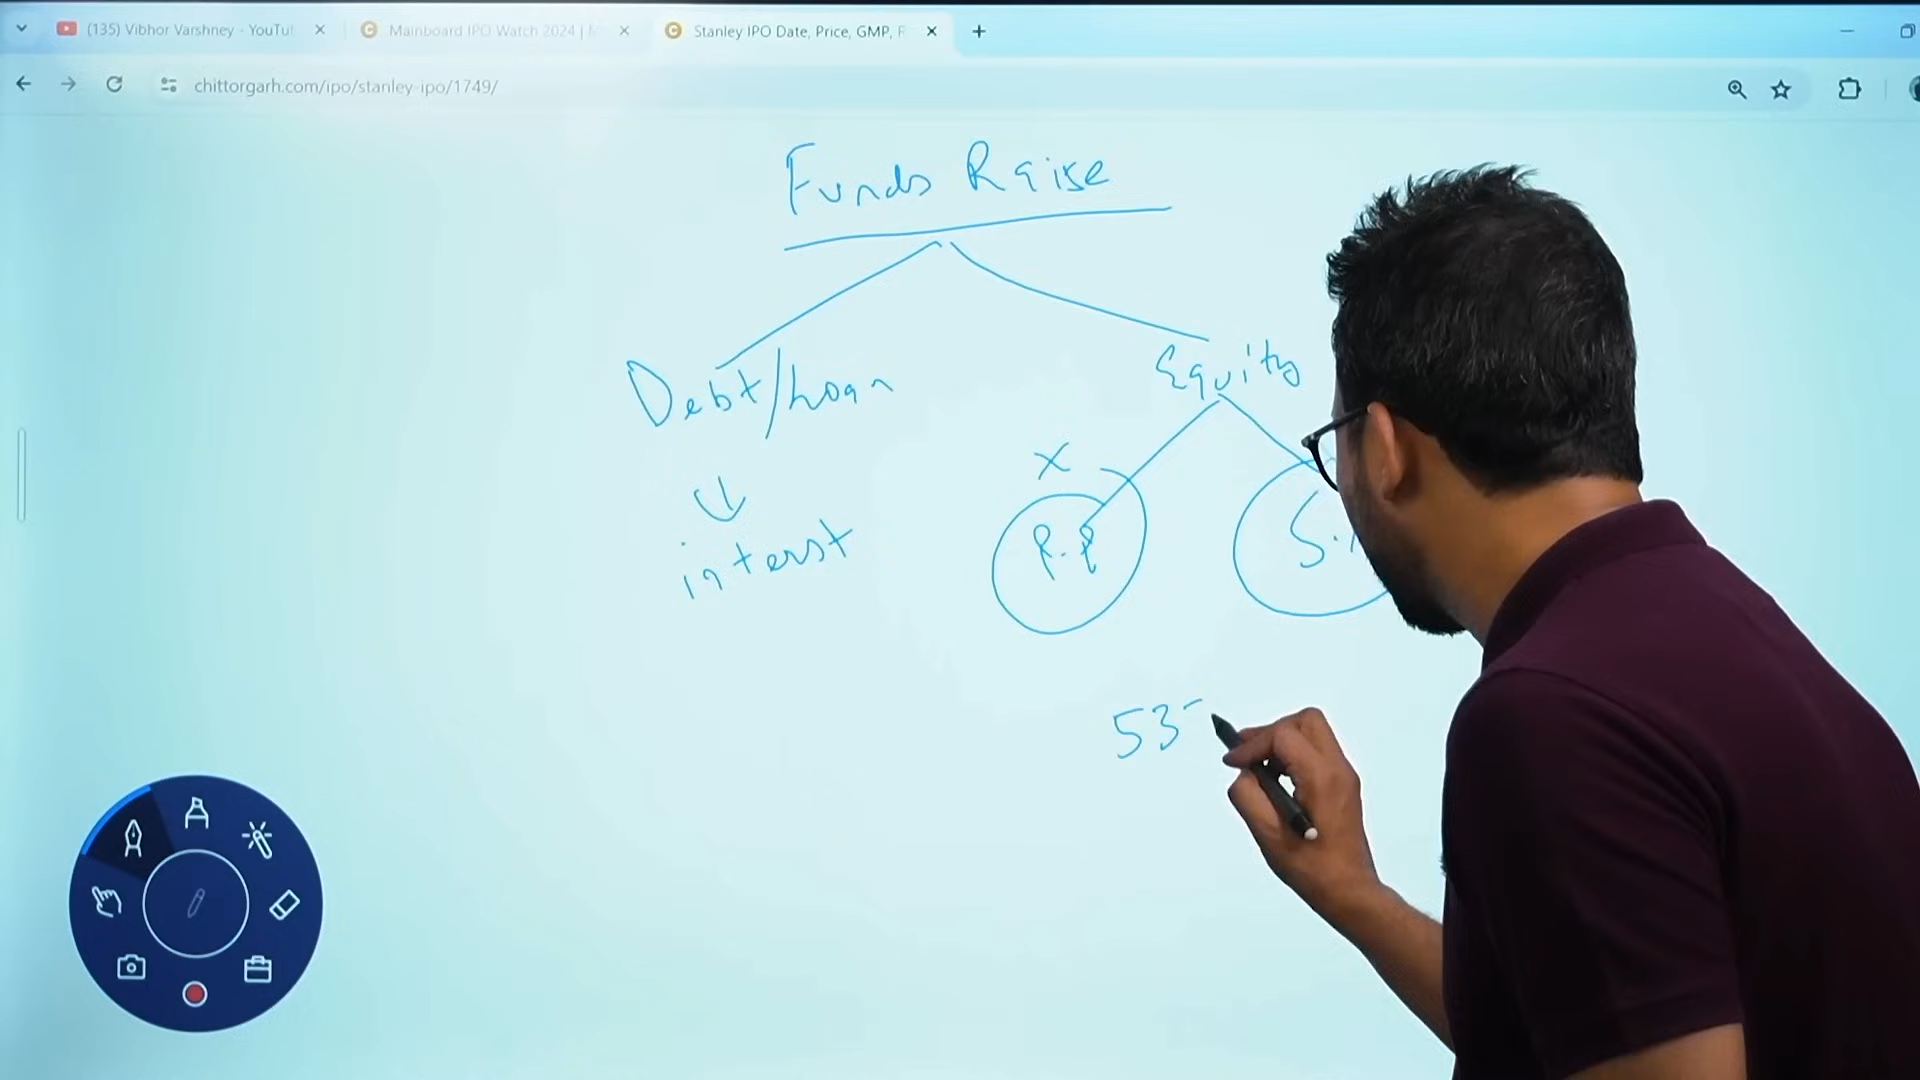 (135) Vibhor Varshney - YouTu
Mainboard IPO Watch 2024 |
Stanley IPO Date, Price, GMP, R
chittorgarh.com/ipo/stanley-ipo/1749/
Funds Raise
Debt/Loan
Equity
X
P.P
S.
interst
53